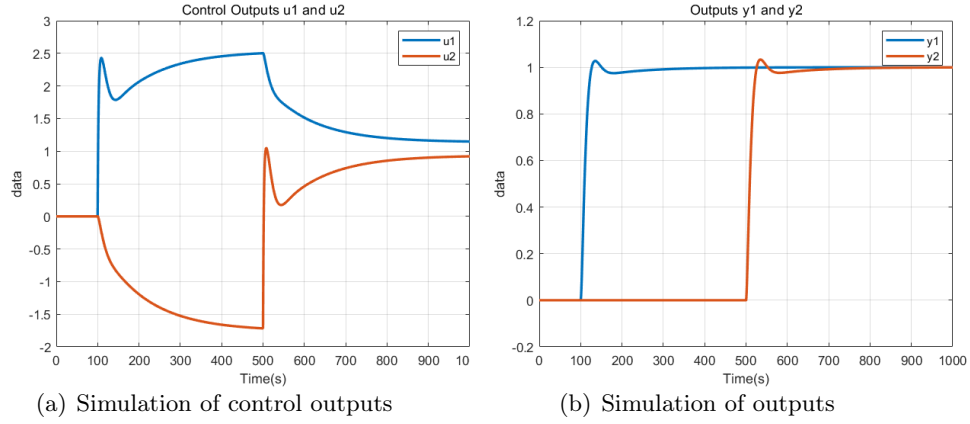 Control Outputs u1 and u2
3
2.5
2
1.5
1
0.5
0
-0.5
-1
-1.5
-2
data
u1
u2
0 100 200 300 400 500 600 700 800 900 100
Time(s)
(a) Simulation of control outputs
Outputs y1 and y2
1.2
1
0.8
0.6
0.4
0.2
0
-0.2
data
y1
y2
0 100 200 300 400 500 600 700 800 900 1000
Time(s)
(b) Simulation of outputs